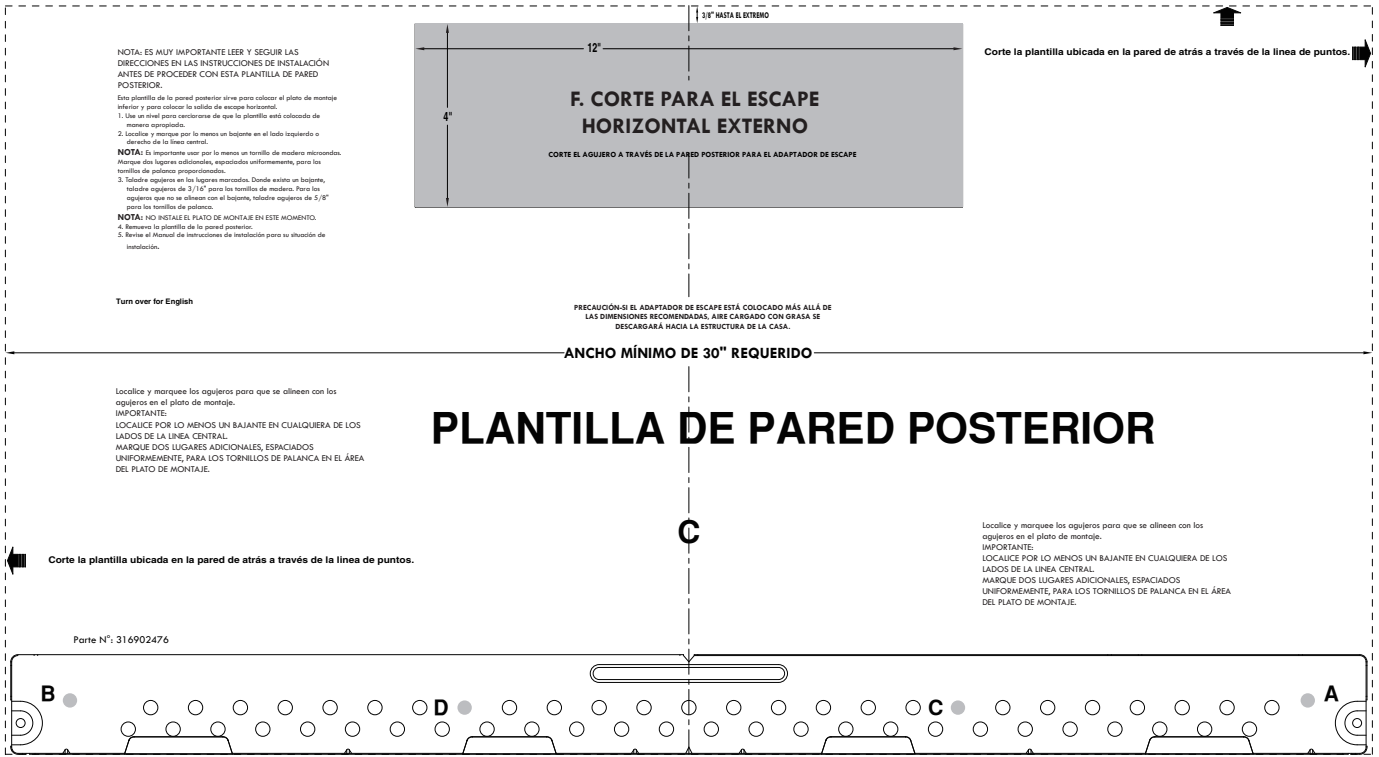 3/8" HASTA EL EXTREMO
12"
4"
F. CORTE PARA EL ESCAPE
HORIZONTAL EXTERNO
CORTE EL AGUJERO A TRAVÉS DE LA PARED POSTERIOR PARA EL ADAPTADOR DE ESCAPE
Corte la plantilla ubicada en la pared de atrás a través de la linea de puntos.
NOTA: ES MUY IMPORTANTE LEER Y SEGUIR LAS
DIRECCIONES EN LAS INSTRUCCIONES DE INSTALACIÓN
ANTES DE PROCEDER CON ESTA PLANTILLA DE PARED
POSTERIOR.
Esta plantilla de la pared posterior sirve para colocar el plato de montaje
inferior y para colocar la salida de escape horizontal.
1. Use un nivel para cerciorarse de que la plantilla está colocada de
manera apropiada.
2. Localice y marque por lo menos un bajante en el lado izquierdo o
derecho de la línea central.
NOTA: Es importante usar por lo menos un tornillo de madera microondas.
Marque dos lugares adicionales, espaciados uniformemente, para los
tornillos de palanca proporcionados.
3. Taladre agujeros en los lugares marcados. Donde exista un bajante,
taladre agujeros de 3/16" para los tornillos de madera. Para los
agujeros que no se alinean con el bajante, taladre agujeros de 5/8"
para los tornillos de palanca.
NOTA: NO INSTALE EL PLATO DE MONTAJE EN ESTE MOMENTO.
4. Remueva la plantilla de la pared posterior.
5. Revise el Manual de instrucciones de instalación para su situación de
instalación.
Turn over for English
PRECAUCIÓN-SI EL ADAPTADOR DE ESCAPE ESTÁ COLOCADO MÁS ALLÁ DE
LAS DIMENSIONES RECOMENDADAS, AIRE CARGADO CON GRASA SE
DESCARGARÁ HACIA LA ESTRUCTURA DE LA CASA.
ANCHO MÍNIMO DE 30" REQUERIDO
Localice y marquee los agujeros para que se alineen con los
agujeros en el plato de montaje.
IMPORTANTE:
LOCALICE POR LO MENOS UN BAJANTE EN CUALQUIERA DE LOS
LADOS DE LA LINEA CENTRAL.
MARQUE DOS LUGARES ADICIONALES, ESPACIADOS
UNIFORMEMENTE, PARA LOS TORNILLOS DE PALANCA EN EL ÁREA
DEL PLATO DE MONTAJE.
PLANTILLA DE PARED POSTERIOR
C
Localice y marquee los agujeros para que se alineen con los
agujeros en el plato de montaje.
IMPORTANTE:
LOCALICE POR LO MENOS UN BAJANTE EN CUALQUIERA DE LOS
LADOS DE LA LINEA CENTRAL.
MARQUE DOS LUGARES ADICIONALES, ESPACIADOS
UNIFORMEMENTE, PARA LOS TORNILLOS DE PALANCA EN EL ÁREA
DEL PLATO DE MONTAJE.
Corte la plantilla ubicada en la pared de atrás a través de la linea de puntos.
Parte N°: 316902476
B
D
C
A